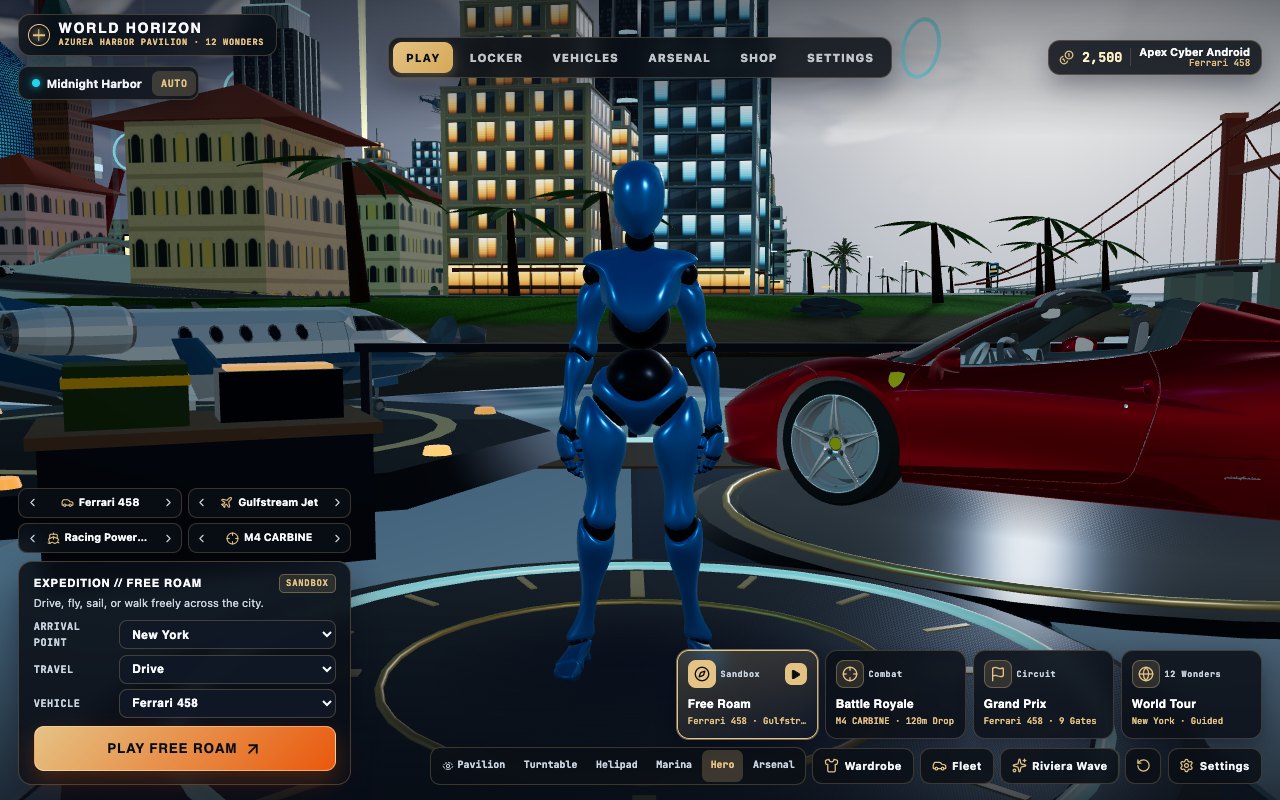 WORLD HORIZON
AZUREA HARBOR PAVILION · 12 WONDERS
Midnight Harbor AUTO
PLAY LOCKER VEHICLES ARSENAL SHOP SETTINGS
2,500
Apex Cyber Android
Ferrari 458
Ferrari 458
Gulfstream Jet
Racing Power...
M4 CARBINE
EXPEDITION // FREE ROAM SANDBOX
Drive, fly, sail, or walk freely across the city.
ARRIVAL POINT
New York
TRAVEL
Drive
VEHICLE
Ferrari 458
PLAY FREE ROAM
Sandbox
Free Roam
Ferrari 458 · Gulfstr...
Combat
Battle Royale
M4 CARBINE · 120m Drop
Circuit
Grand Prix
Ferrari 458 · 9 Gates
12 Wonders
World Tour
New York · Guided
Pavilion Turntable Helipad Marina Hero Arsenal
Wardrobe Fleet Riviera Wave Settings